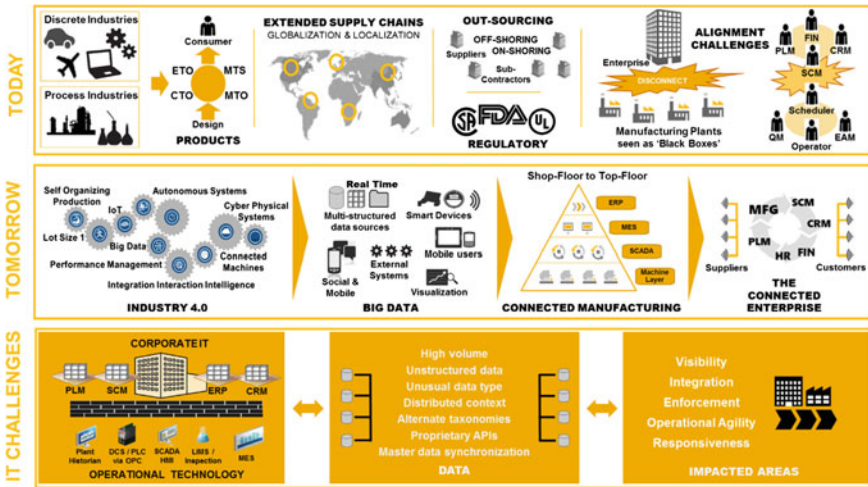 TODAY
Discrete Industries
Process Industries
Consumer
ETO
MTS
CTO
MTO
Design
PRODUCTS
EXTENDED SUPPLY CHAINS
GLOBALIZATION & LOCALIZATION
OUT-SOURCING
OFF-SHORING
ON-SHORING
Suppliers
Sub-
Contractors
SA FDA UL
REGULATORY
ALIGNMENT
CHALLENGES
Enterprise
DISCONNECT
Manufacturing Plants
seen as 'Black Boxes'
FIN
PLM
CRM
SCM
Scheduler
QM
EAM
Operator
TOMORROW
Self Organizing
Production
Autonomous Systems
IoT
Cyber Physical
Systems
Lot Size 1
Big Data
Connected
Machines
Performance Management
Integration Interaction Intelligence
INDUSTRY 4.0
Real Time
Multi-structured
data sources
Smart Devices
Mobile users
External
Systems
Social &
Mobile
Visualization
BIG DATA
Shop-Floor to Top-Floor
ERP
MES
SCADA
Machine
Layer
CONNECTED MANUFACTURING
SCM
MFG
CRM
PLM
FIN
HR
Suppliers
Customers
THE
CONNECTED
ENTERPRISE
IT CHALLENGES
CORPORATE IT
PLM
SCM
ERP
CRM
Plant
Historian
DCS / PLC
via OPC
SCADA
HMI
LIMS /
Inspection
MES
OPERATIONAL TECHNOLOGY
High volume
Unstructured data
Unusual data type
Distributed context
Alternate taxonomies
Proprietary APIs
Master data synchronization
DATA
Visibility
Integration
Enforcement
Operational Agility
Responsiveness
IMPACTED AREAS